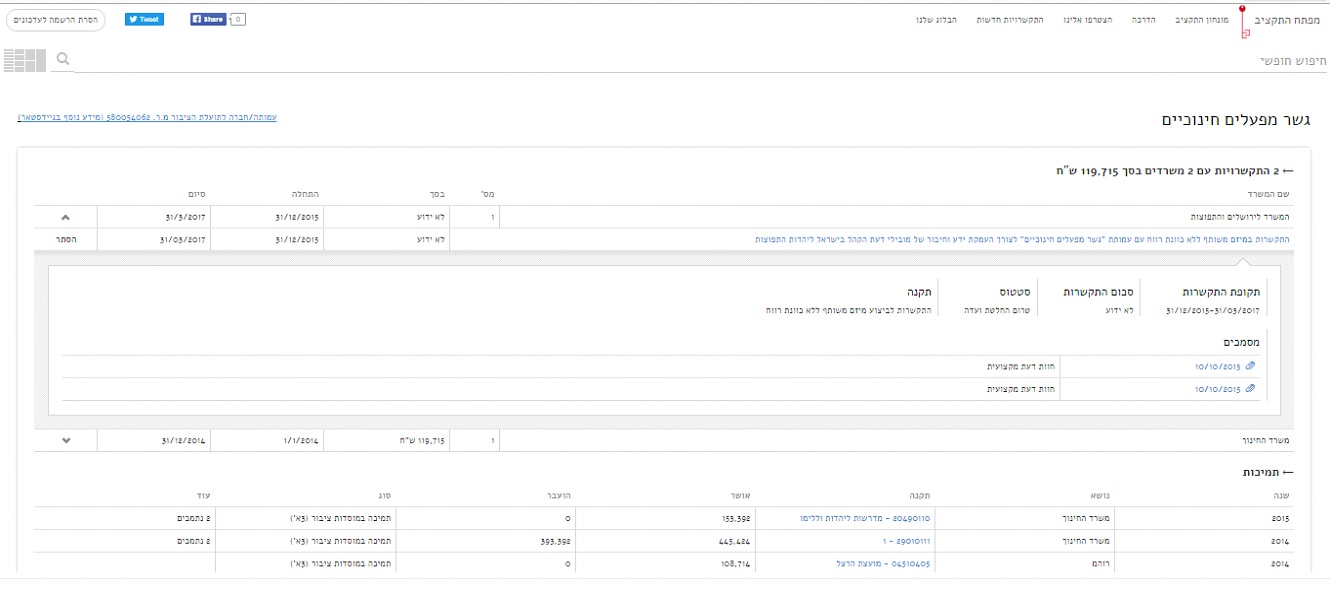 מפתח התקציב מונחון התקציב הדרכה הצטרפו אלינו התקשרויות חדשות הבלוג שלנו 0 Share Tweet הסרת הרשמה לעדכונים
חיפוש חופשי
גשר מפעלים חינוכיים עמותה/חברה לתועלת הציבור מ.ר. 580054062 (מידע נוסף בגיידסטאר)
← 2 התקשרויות עם 2 משרדים בסך 119,715 ש"ח
שם המשרד מס' בסך התחלה סיום
המשרד לירושלים והתפוצות 1 לא ידוע 31/12/2015 31/3/2017
התקשרות במיזם משותף ללא כוונת רווח עם עמותת "גשר מפעלים חינוכיים" לצורך העמקת ידע וחיבור של מובילי דעת הקהל בישראל ליהדות התפוצות לא ידוע 31/12/2015 31/03/2017 הסתר
תקופת התקשרות סכום התקשרות סטטוס תקנה
31/12/2015-31/03/2017 לא ידוע טרום החלטת ועדה התקשרות לביצוע מיזם משותף ללא כוונת רווח
מסמכים
10/10/2015 חוות דעת מקצועית
10/10/2015 חוות דעת מקצועית
משרד החינוך 1 119,715 ש"ח 1/1/2014 31/12/2014
← תמיכות
שנה נושא תקנה אושר הועבר סוג עוד
2015 משרד החינוך 20490110 - מדרשות ליהדות וללימו 153,392 0 תמיכה במוסדות ציבור (3א') 2 נתמכים
2014 משרד החינוך 29010111 - 1 445,424 393,392 תמיכה במוסדות ציבור (3א') 2 נתמכים
2014 רוהמ 04510405 - מועצת הרצל 108,714 0 תמיכה במוסדות ציבור (3א')